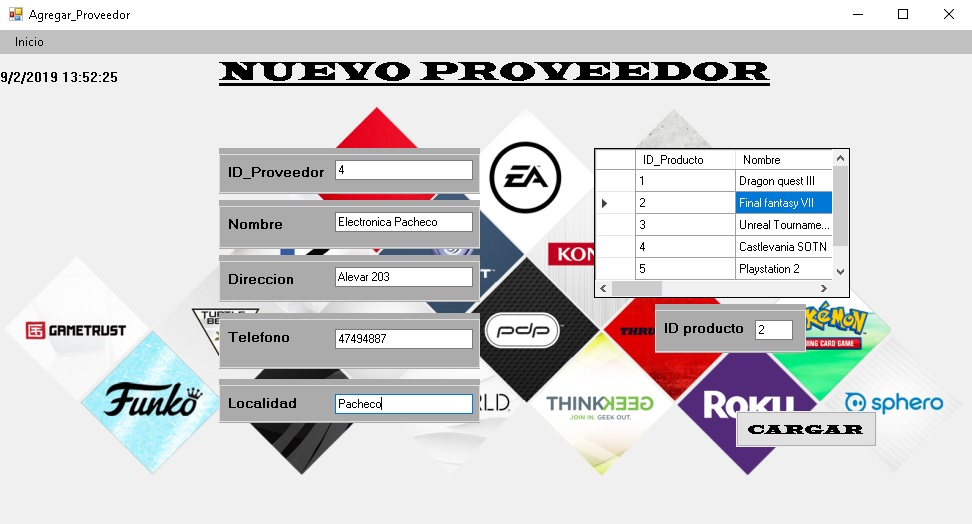 Agregar_Proveedor
Inicio
9/2/2019 13:52:25
NUEVO PROVEEDOR
ID_Proveedor 4
Nombre Electronica Pacheco
Direccion Alevar 203
Telefono 47494887
Localidad Pacheco
ID_Producto Nombre
1 Dragon quest III
2 Final fantasy VII
3 Unreal Tourname...
4 Castlevania SOTN
5 Playstation 2
ID producto 2
CARGAR
EA
KON
GAMETRUST
TURTLE
pdp
THRU
Pokémon
DING CARD GAME
Funko
RLD.
THINKGEEK
JOIN IN. GEEK OUT.
Roku
sphero